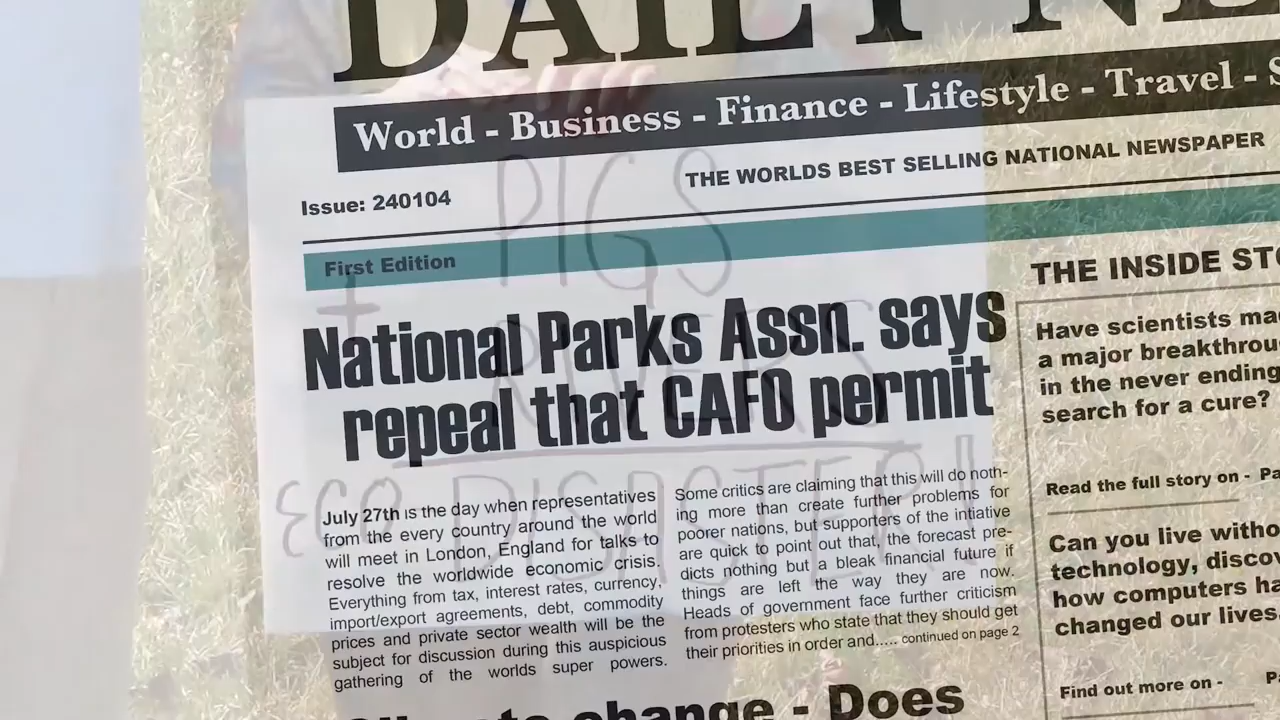 DAILY NE
World - Business - Finance - Lifestyle - Travel - S
THE WORLDS BEST SELLING NATIONAL NEWSPAPER
Issue: 240104
First Edition
National Parks Assn. says
repeal that CAFO permit
July 27th is the day when representatives
from the every country around the world
will meet in London, England for talks to
resolve the worldwide economic crisis.
Everything from tax, interest rates, currency,
import/export agreements, debt, commodity
prices and private sector wealth will be the
subject for discussion during this auspicious
gathering of the worlds super powers.
Some critics are claiming that this will do noth-
ing more than create further problems for
poorer nations, but supporters of the intiative
are quick to point out that, the forecast pre-
dicts nothing but a bleak financial future if
things are left the way they are now.
Heads of government face further criticism
from protesters who state that they should get
their priorities in order and..... continued on page 2
THE INSIDE STO
Have scientists ma
a major breakthrou
in the never ending
search for a cure?
Read the full story on - Pa
Can you live witho
technology, discov
how computers ha
changed our lives.
Find out more on - P
Climate change - Does
PIGS
+ RIVERS
ECO DISASTER!!